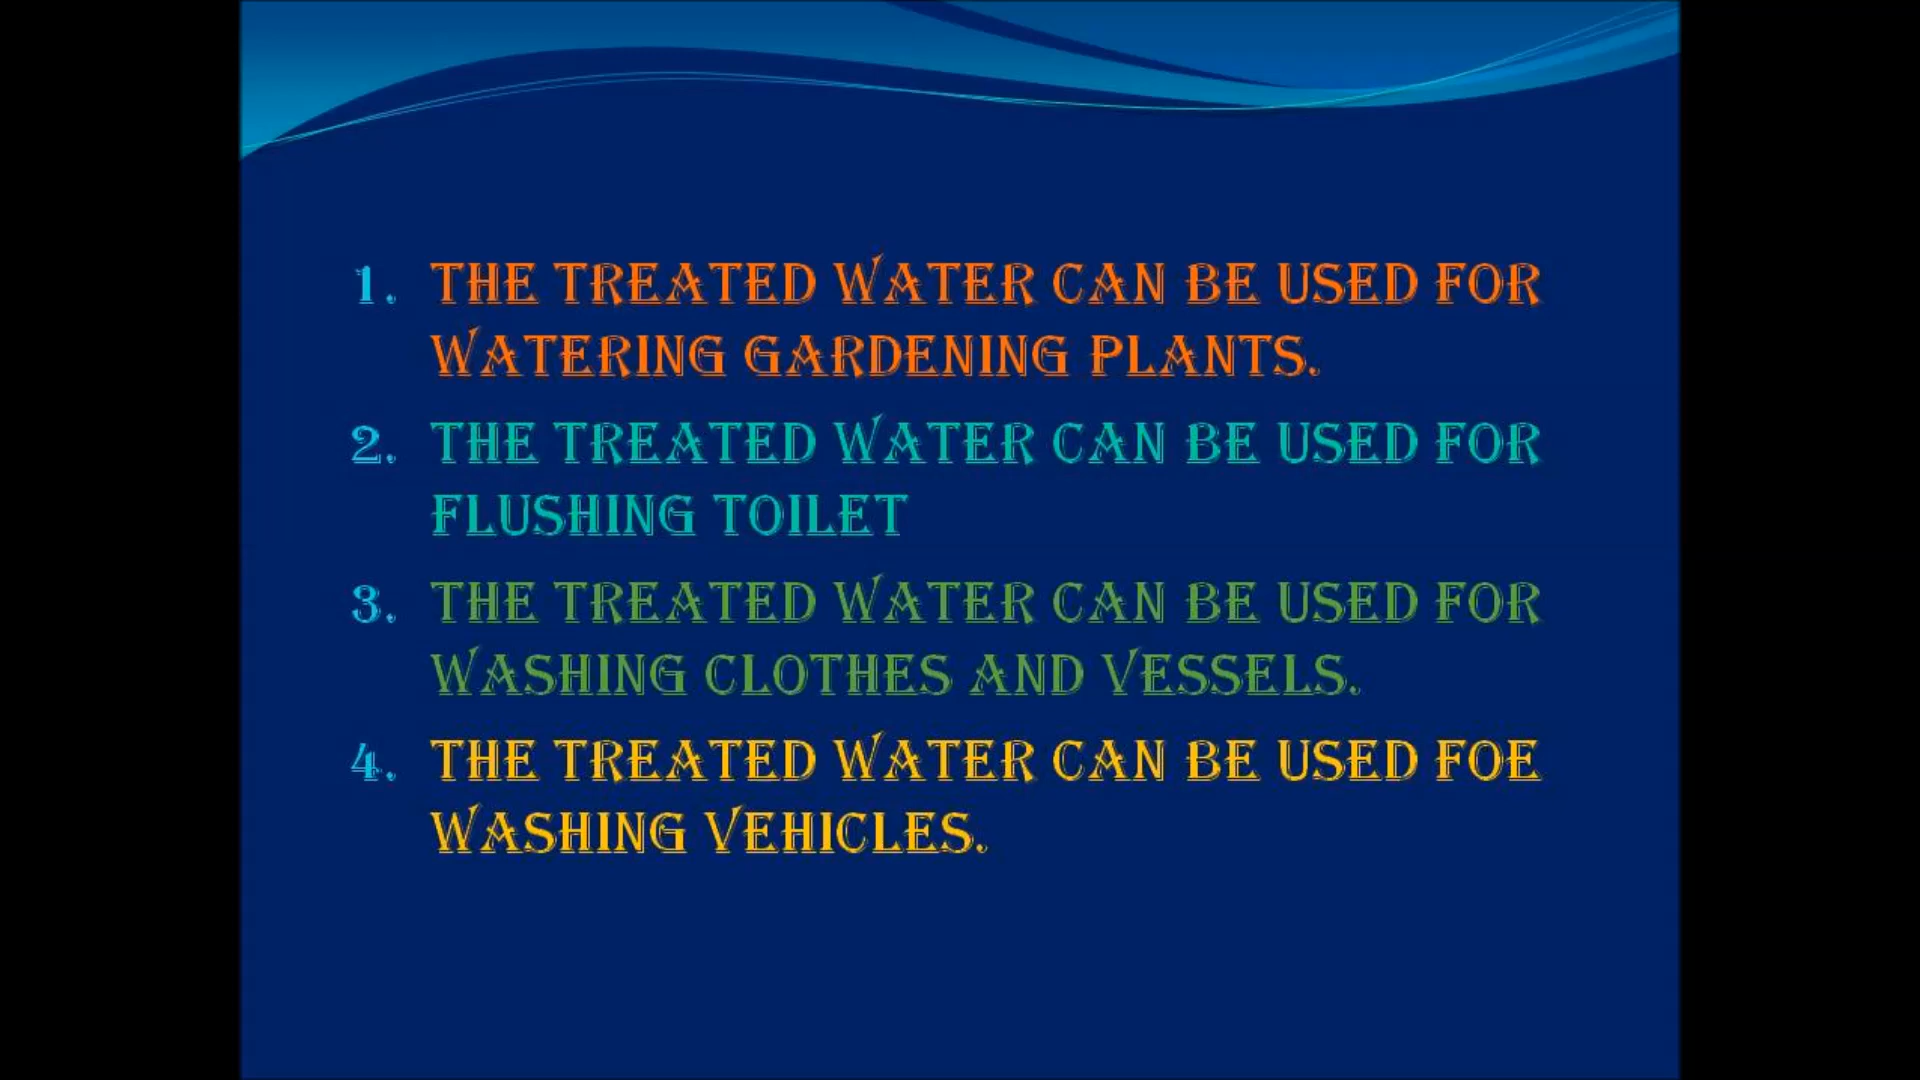 1. THE TREATED WATER CAN BE USED FOR
WATERING GARDENING PLANTS.
2. THE TREATED WATER CAN BE USED FOR
FLUSHING TOILET
3. THE TREATED WATER CAN BE USED FOR
WASHING CLOTHES AND VESSELS.
4. THE TREATED WATER CAN BE USED FOE
WASHING VEHICLES.